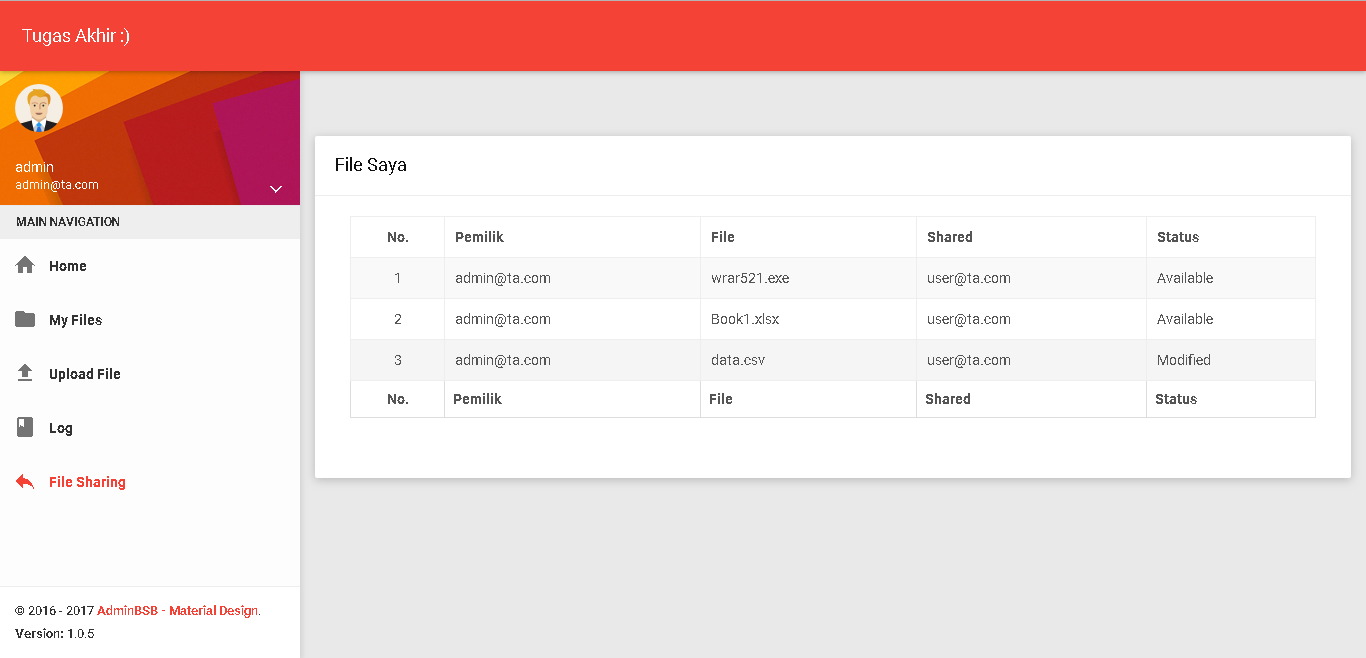 Tugas Akhir :)
admin
admin@ta.com
MAIN NAVIGATION
Home
My Files
Upload File
Log
File Sharing
© 2016 - 2017 AdminBSB - Material Design.
Version: 1.0.5
File Saya
No. Pemilik File Shared Status
1 admin@ta.com wrar521.exe user@ta.com Available
2 admin@ta.com Book1.xlsx user@ta.com Available
3 admin@ta.com data.csv user@ta.com Modified
No. Pemilik File Shared Status